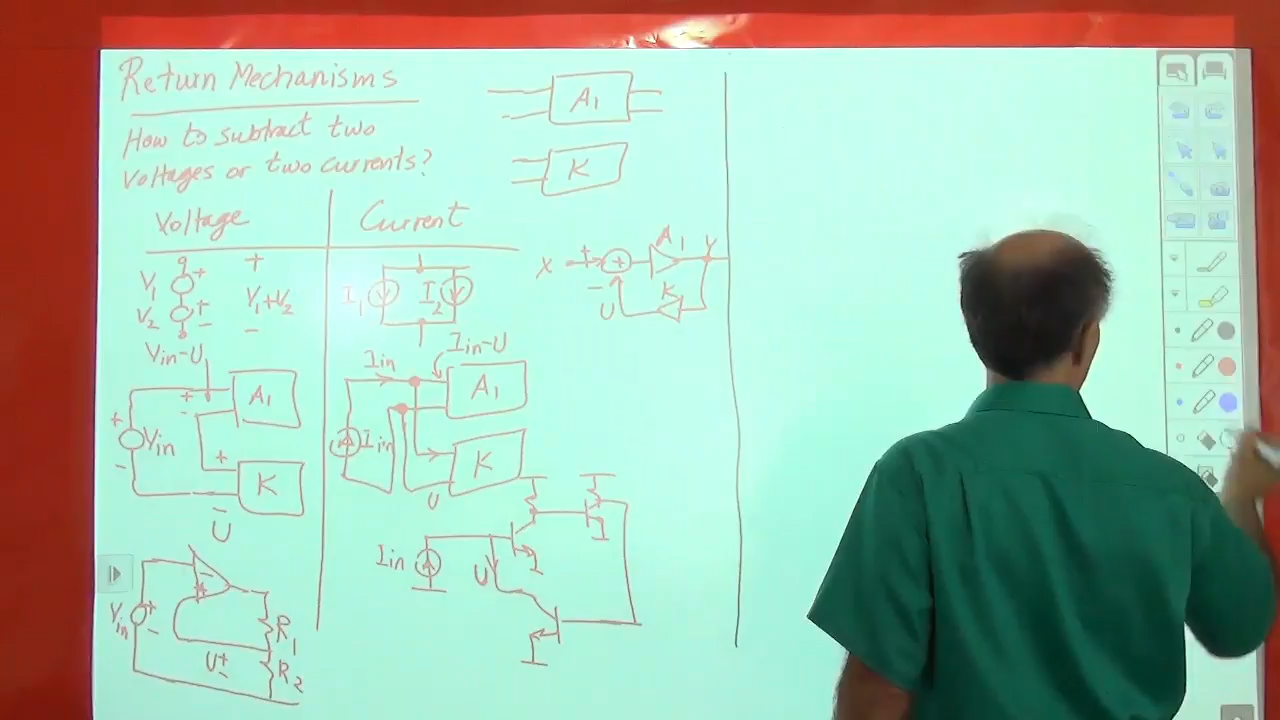 Return Mechanisms
How to subtract two
voltages or two currents?
Voltage
Current
V1
+
V2
+
-
+
V1+V2
-
Vin-U
+
-
A1
+
-
Vin
+
K
-
U
I1
I2
Iin
Iin-U
A1
Iin
K
U
Vin
+
-
-
+
R1
U
+
-
R2
Iin
U
A1
K
X
+
+
A1
Y
-
U
K